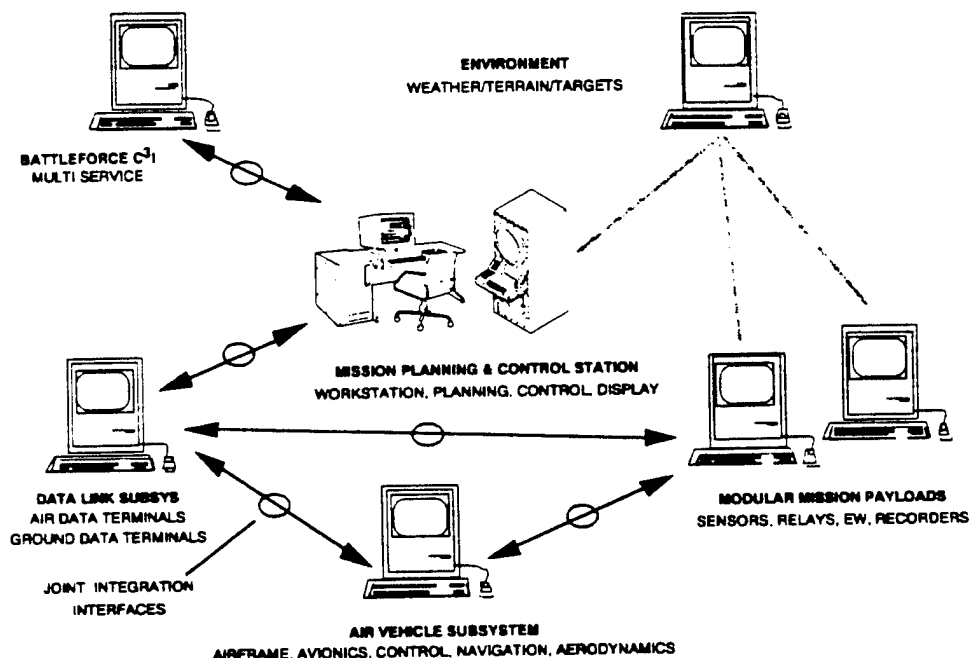 ENVIRONMENT
WEATHER/TERRAIN/TARGETS
BATTLEFORCE C³I
MULTI SERVICE
MISSION PLANNING & CONTROL STATION
WORKSTATION, PLANNING, CONTROL, DISPLAY
DATA LINK SUBSYS
AIR DATA TERMINALS
GROUND DATA TERMINALS
MODULAR MISSION PAYLOADS
SENSORS, RELAYS, EW, RECORDERS
JOINT INTEGRATION
INTERFACES
AIR VEHICLE SUBSYSTEM
AIRFRAME, AVIONICS, CONTROL, NAVIGATION, AERODYNAMICS